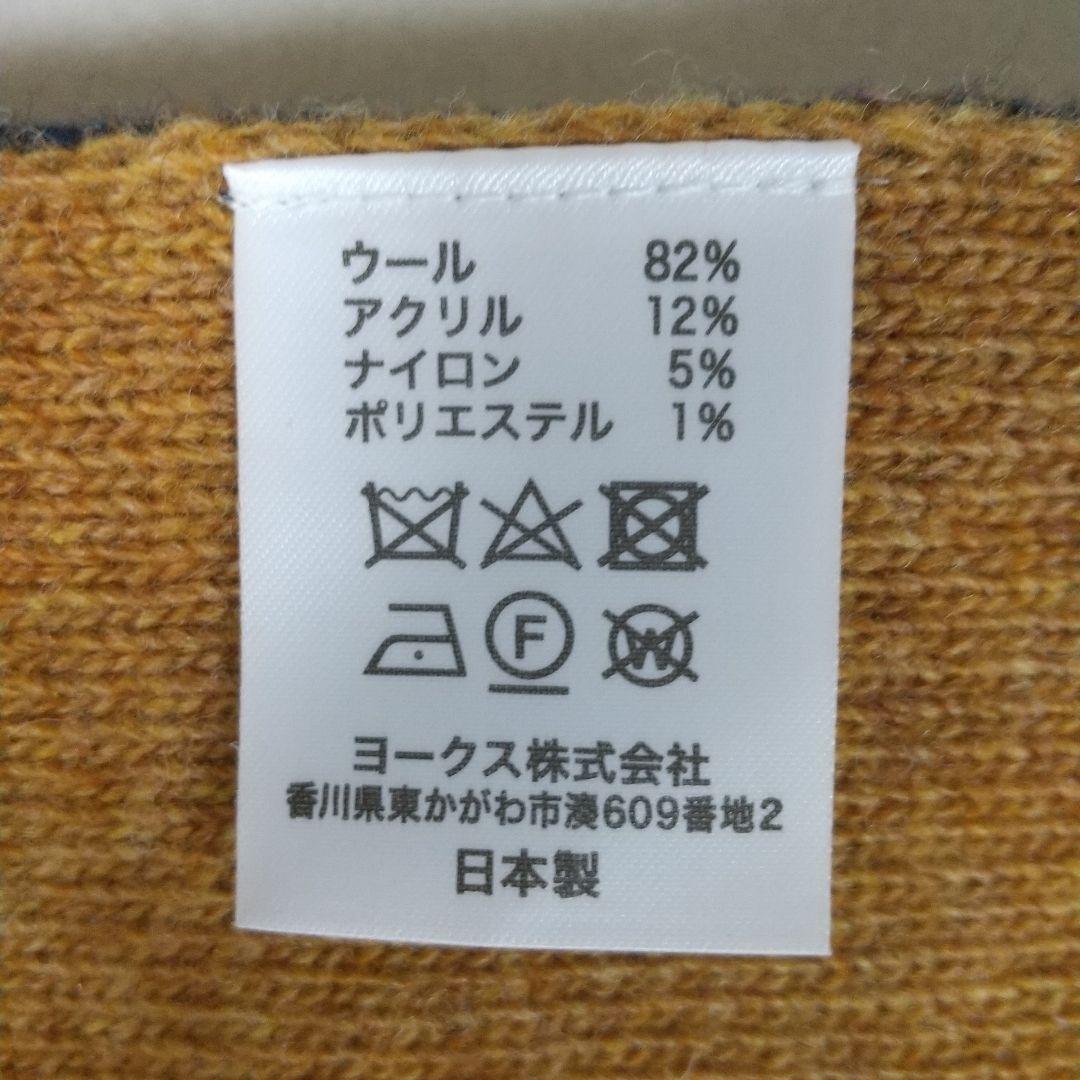 ウール 82%
アクリル 12%
ナイロン 5%
ポリエステル 1%
F W
ヨークス株式会社
香川県東かがわ市湊609番地2
日本製